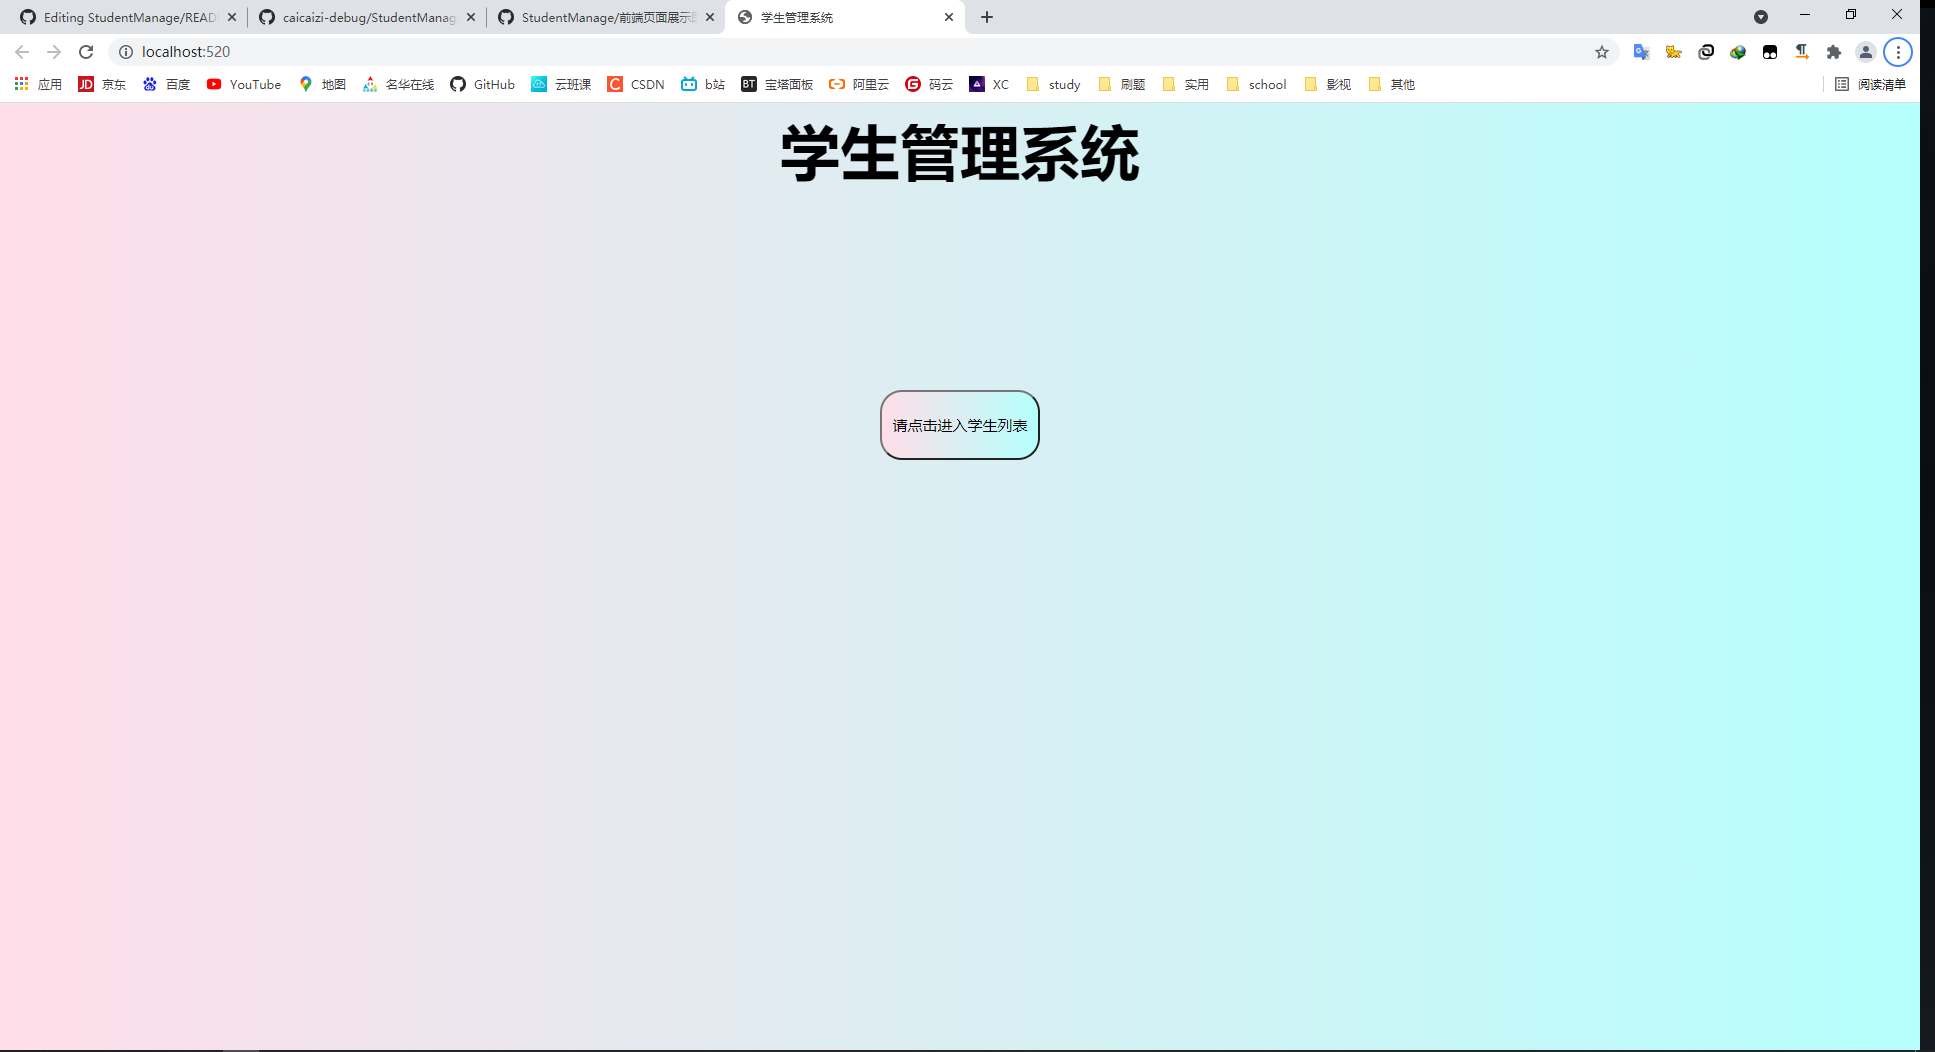 Editing StudentManage/READ
caicaizi-debug/StudentManag
StudentManage/前端页面展示
学生管理系统
localhost:520
应用 JD 京东 百度 YouTube 地图 名华在线 GitHub 云班课 C CSDN b站 BT 宝塔面板 阿里云 G 码云 XC study 刷题 实用 school 影视 其他 阅读清单
学生管理系统
请点击进入学生列表